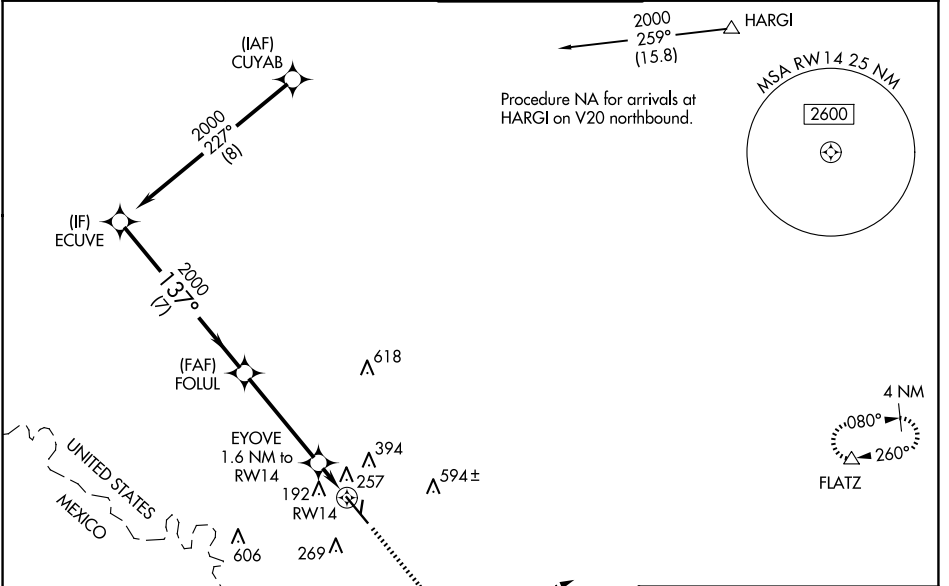 2000
259°
(15.8)
HARGI
(IAF)
CUYAB
MSA RW14 25 NM
2600
Procedure NA for arrivals at
HARGI on V20 northbound.
2000
227°
(8)
(IF)
ECUVE
2000
137°
(7)
(FAF)
FOLUL
618
4 NM
080°
260°
FLATZ
EYOVE
1.6 NM to
RW14
394
257
594±
192
RW14
UNITED STATES
MEXICO
606
269